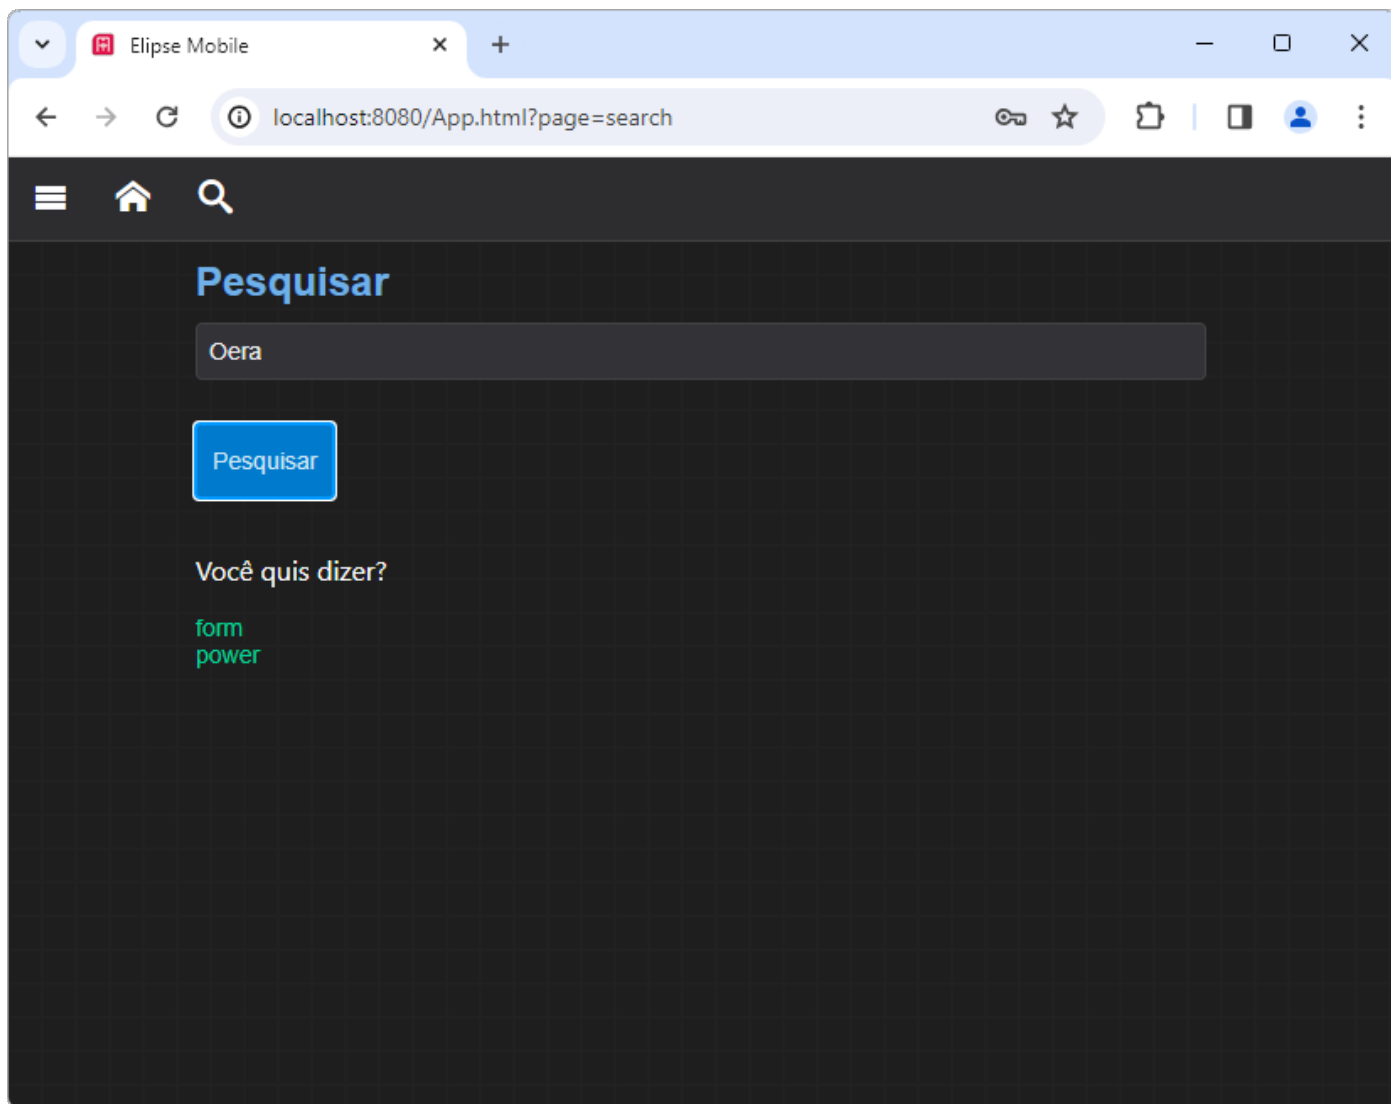 Elipse Mobile
localhost:8080/App.html?page=search
Pesquisar
Oera
Pesquisar
Você quis dizer?
form
power